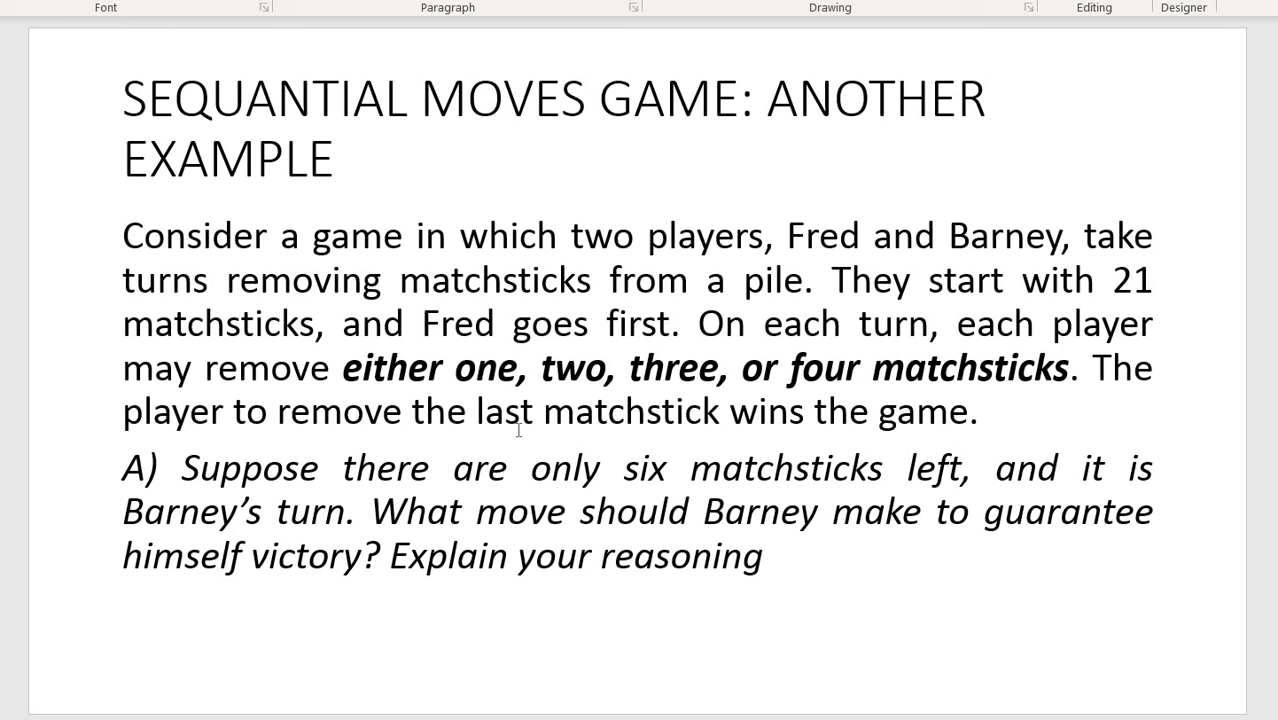 Font Paragraph Drawing Editing Designer
SEQUANTIAL MOVES GAME: ANOTHER
EXAMPLE
Consider a game in which two players, Fred and Barney, take
turns removing matchsticks from a pile. They start with 21
matchsticks, and Fred goes first. On each turn, each player
may remove either one, two, three, or four matchsticks. The
player to remove the last matchstick wins the game.
A) Suppose there are only six matchsticks left, and it is
Barney’s turn. What move should Barney make to guarantee
himself victory? Explain your reasoning